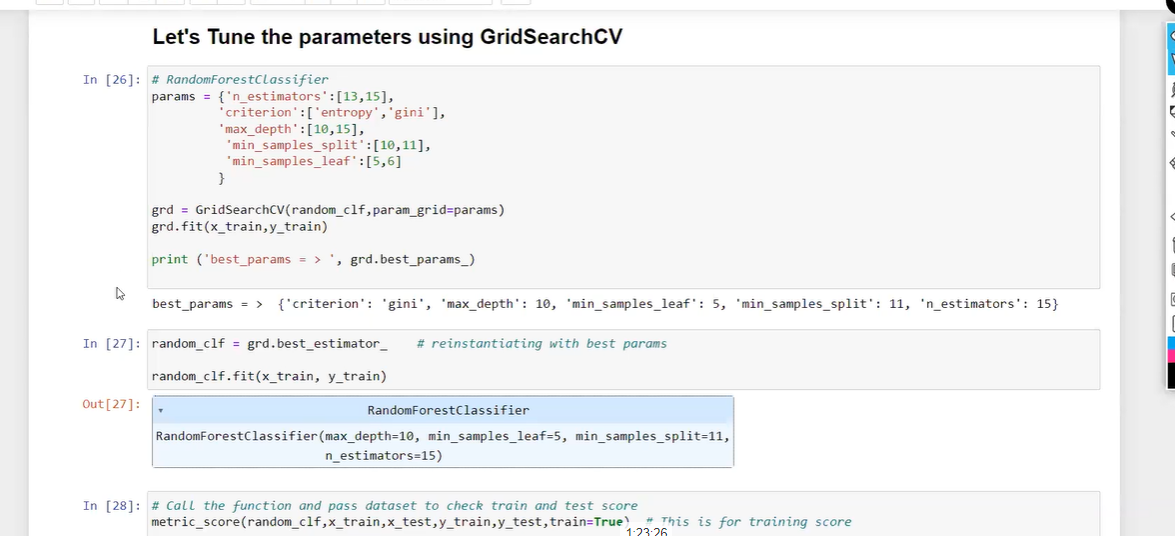 Let's Tune the parameters using GridSearchCV
In [26]: # RandomForestClassifier
params = {'n_estimators':[13,15],
'criterion':['entropy','gini'],
'max_depth':[10,15],
'min_samples_split':[10,11],
'min_samples_leaf':[5,6]
}
grd = GridSearchCV(random_clf,param_grid=params)
grd.fit(x_train,y_train)
print ('best_params = > ', grd.best_params_)
best_params = >  {'criterion': 'gini', 'max_depth': 10, 'min_samples_leaf': 5, 'min_samples_split': 11, 'n_estimators': 15}
In [27]: random_clf = grd.best_estimator_    # reinstantiating with best params
random_clf.fit(x_train, y_train)
Out[27]:
RandomForestClassifier
RandomForestClassifier(max_depth=10, min_samples_leaf=5, min_samples_split=11,
n_estimators=15)
In [28]: # Call the function and pass dataset to check train and test score
metric_score(random_clf,x_train,x_test,y_train,y_test,train=True)  # This is for training score
1:23:26